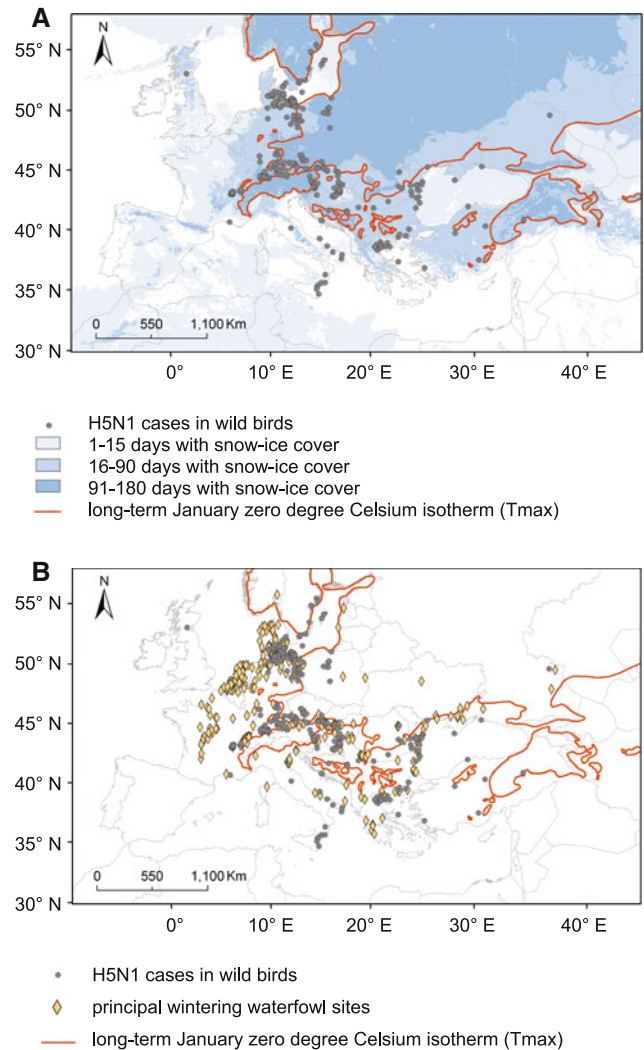 A
N
55° N
50° N
45° N
40° N
35° N
30° N
0 550 1,100 Km
0° 10° E 20° E 30° E 40° E
H5N1 cases in wild birds
1-15 days with snow-ice cover
16-90 days with snow-ice cover
91-180 days with snow-ice cover
long-term January zero degree Celsium isotherm (Tmax)
B
N
55° N
50° N
45° N
40° N
35° N
30° N
0 550 1,100 Km
0° 10° E 20° E 30° E 40° E
H5N1 cases in wild birds
principal wintering waterfowl sites
long-term January zero degree Celsium isotherm (Tmax)